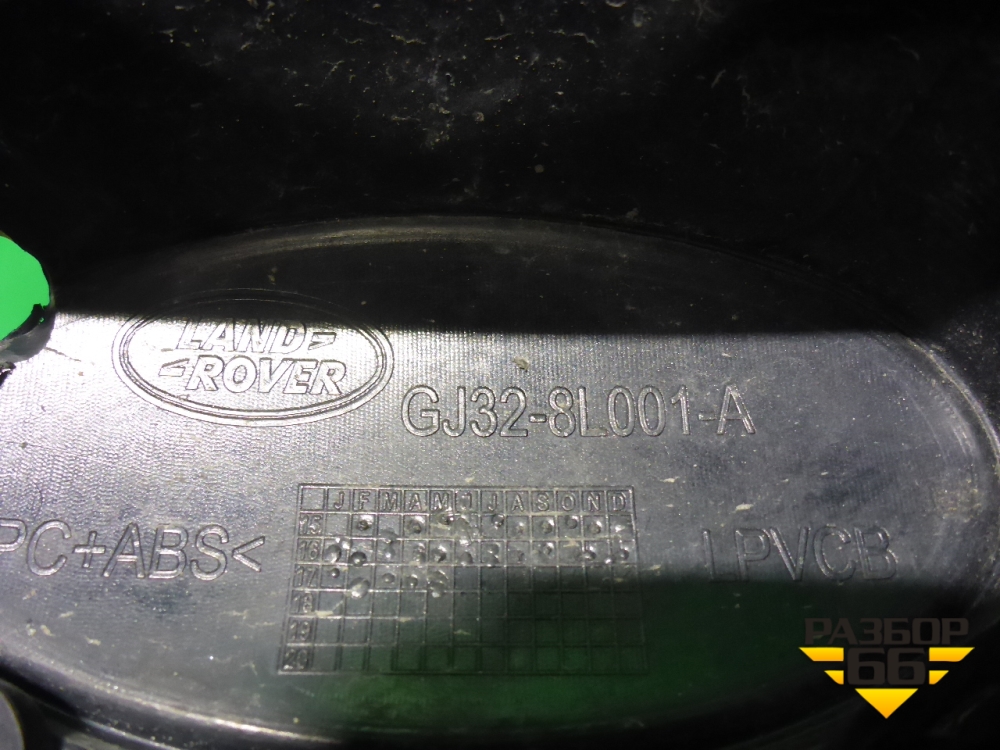 LAND
ROVER
GJ32-8L001-A
J F M A M J J A S O N D
15
16
17
18
19
20
PC+ABS<
LPVCB
РАЗБОР
66